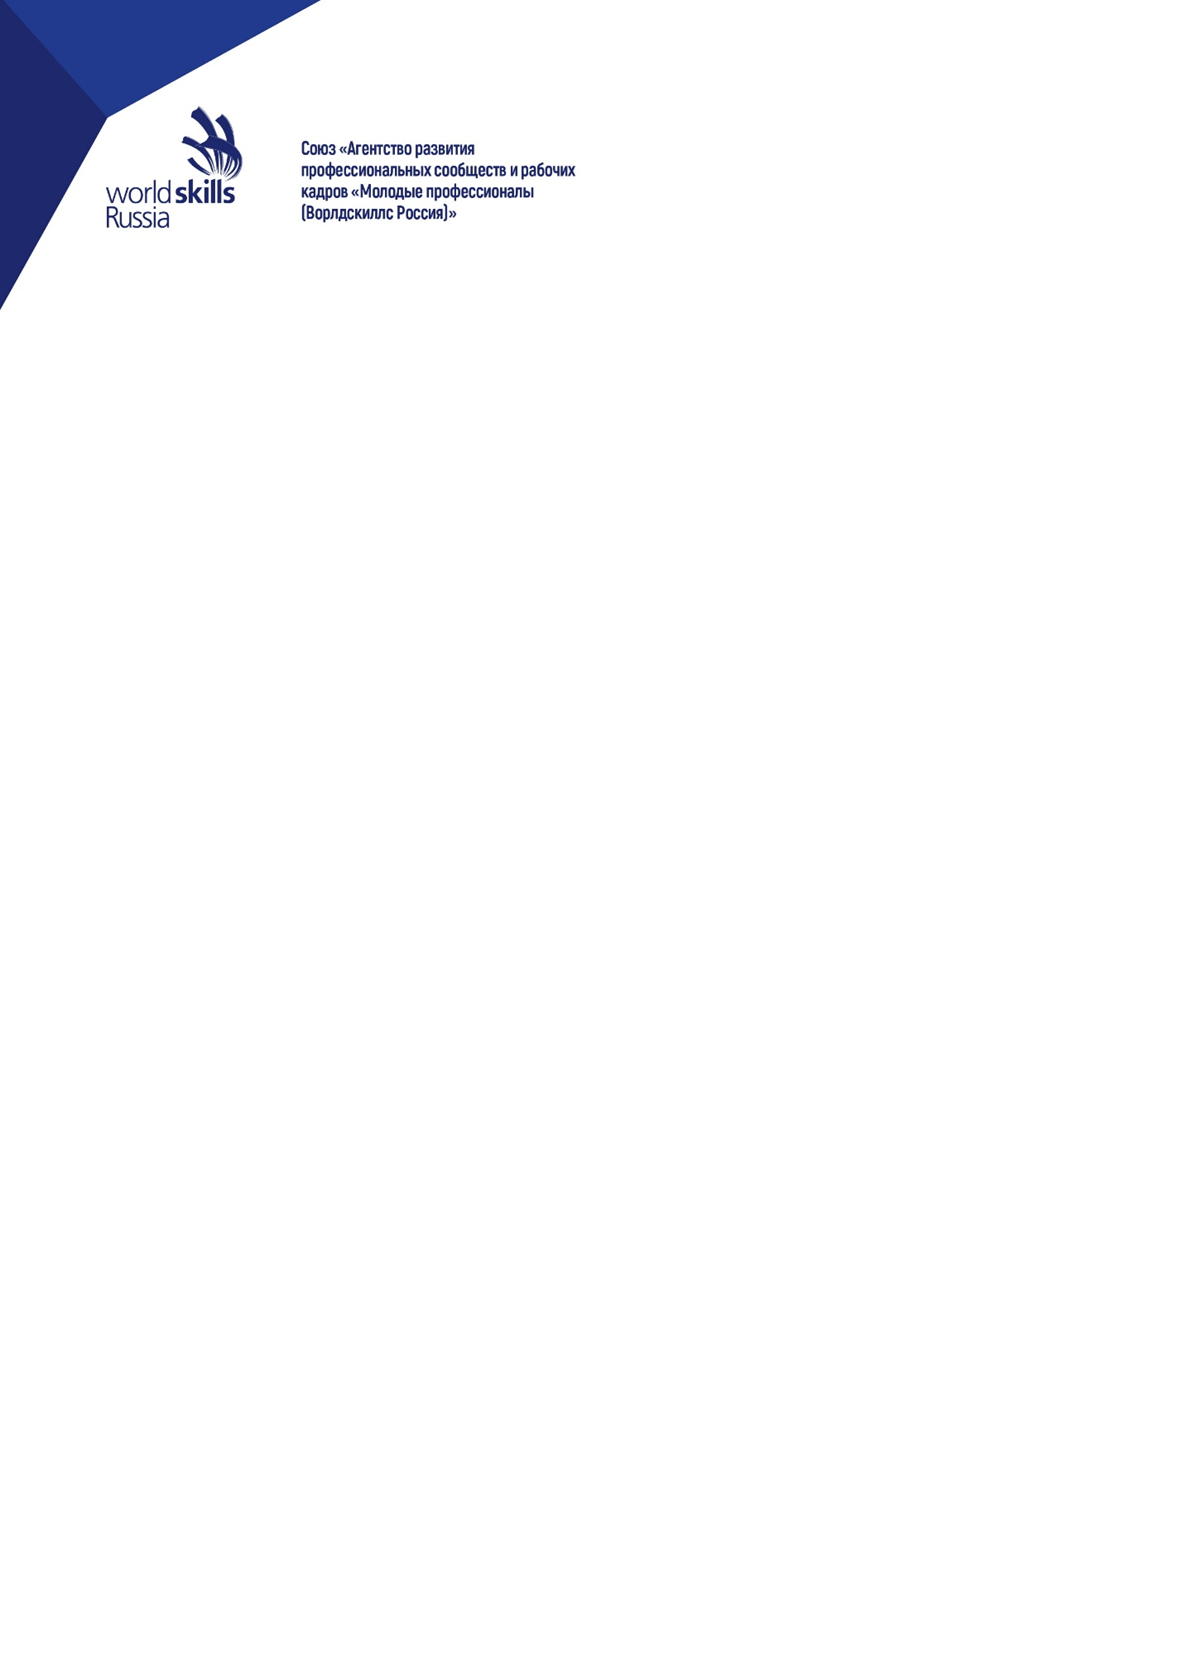 world skills
Russia
Союз «Агентство развития
профессиональных сообществ и рабочих
кадров «Молодые профессионалы
(Ворлдскиллс Россия)»